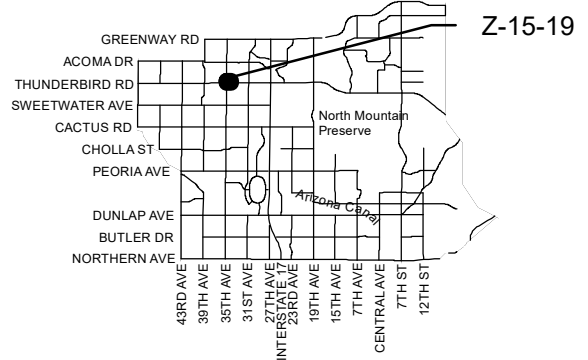 Z-15-19
GREENWAY RD
ACOMA DR
THUNDERBIRD RD
SWEETWATER AVE
CACTUS RD
CHOLLA ST
PEORIA AVE
DUNLAP AVE
BUTLER DR
NORTHERN AVE
North Mountain
Preserve
Arizona Canal
43RD AVE
39TH AVE
35TH AVE
31ST AVE
27TH AVE
INTERSTATE 17
23RD AVE
19TH AVE
15TH AVE
7TH AVE
CENTRAL AVE
7TH ST
12TH ST